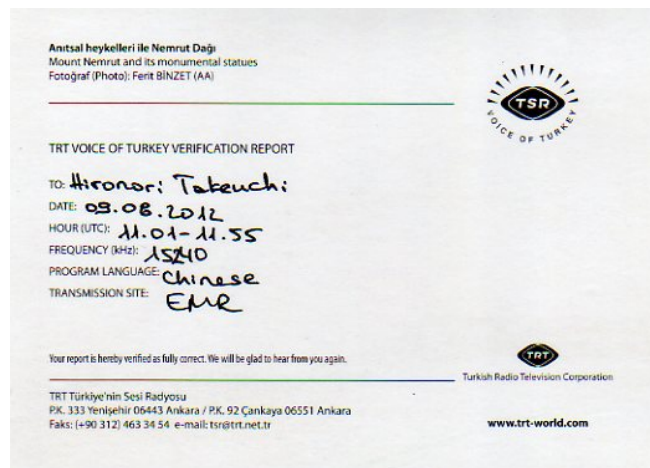 Anıtsal heykelleri ile Nemrut Dağı
Mount Nemrut and its monumental statues
Fotoğraf (Photo): Ferit BİNZET (AA)
TSR
VOICE OF TURKEY
TRT VOICE OF TURKEY VERIFICATION REPORT
TO: Hironori Takeuchi
DATE: 09.08.2012
HOUR (UTC): 11.01-11.55
FREQUENCY (kHz): 15240
PROGRAM LANGUAGE: Chinese
TRANSMISSION SITE: EMR
Your report is hereby verified as fully correct. We will be glad to hear from you again.
TRT
Turkish Radio Television Corporation
TRT Türkiye'nin Sesi Radyosu
P.K. 333 Yenişehir 06443 Ankara / P.K. 92 Çankaya 06551 Ankara
Faks: (+90 312) 463 34 54 e-mail: tsr@trt.net.tr
www.trt-world.com